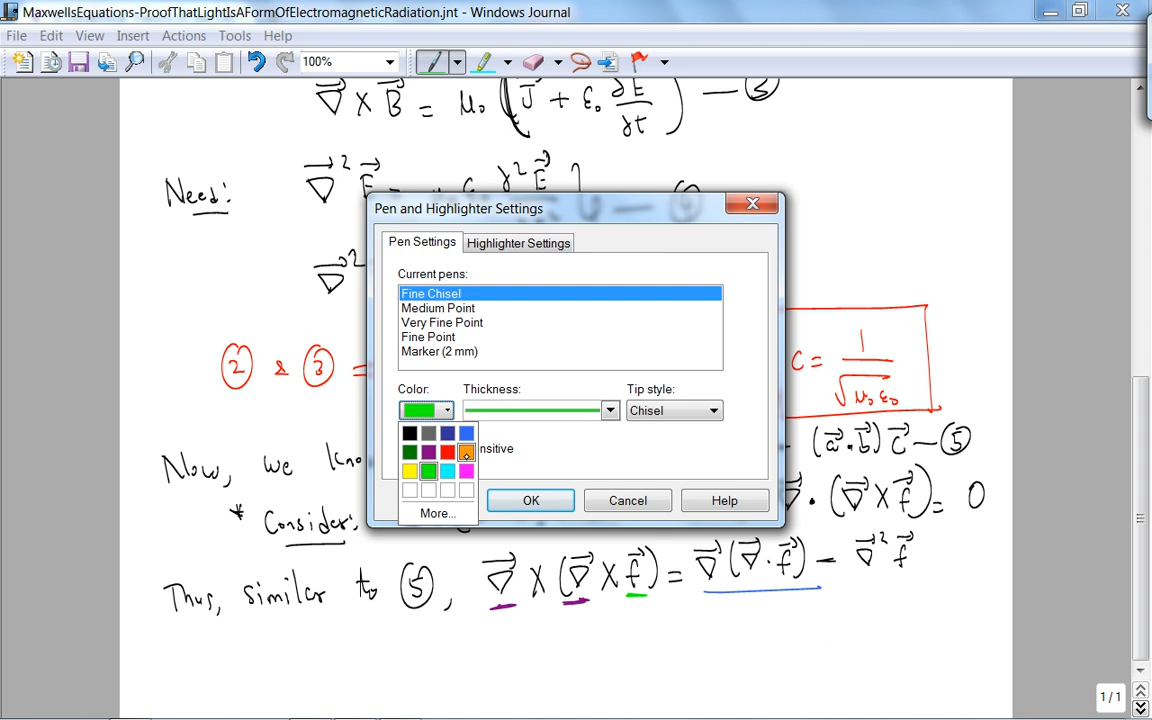 MaxwellsEquations-ProofThatLightIsAFormOfElectromagneticRadiation.jnt - Windows Journal
File Edit View Insert Actions Tools Help
100%
∇⃗ X B⃗ = μ₀ ( J⃗ + ε₀ ∂E⃗/∂t ) — ③
Need: ∇⃗² E⃗ =
∇⃗²
② & ③ =
C = 1/√μ₀ε₀
Pen and Highlighter Settings
Pen Settings Highlighter Settings
Current pens:
Fine Chisel
Medium Point
Very Fine Point
Fine Point
Marker (2 mm)
Color: Thickness: Tip style:
Chisel
nsitive
More...
OK Cancel Help
Now, we kno
(a⃗·b⃗) c⃗ — ⑤
* Consider:
∇⃗ · (∇⃗ X f⃗) = 0
Thus, similar to ⑤, ∇⃗ X (∇⃗ X f⃗) = ∇⃗ (∇⃗ · f⃗) — ∇⃗² f⃗
1 / 1